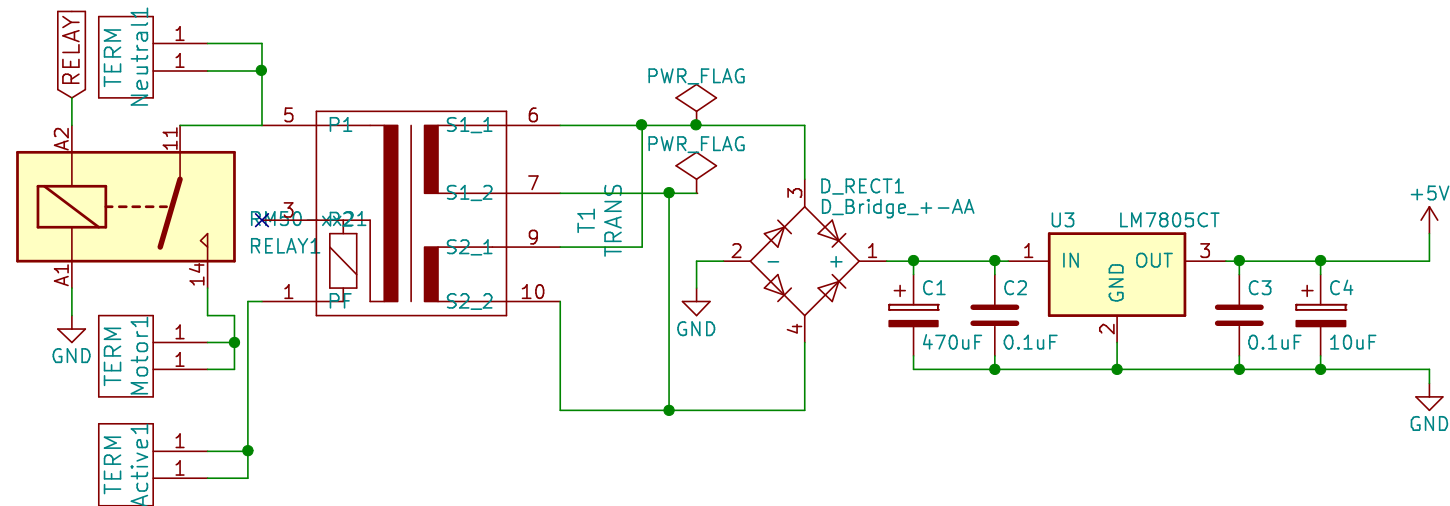 RELAY
TERM
Neutral1
1
1
A2
11
A1
14
GND
TERM
Motor1
1
1
TERM
Active1
1
1
RELAY1
5
P1
3
1
PF
S1_1
6
S1_2
7
S2_1
9
S2_2
10
T1
TRANS
PWR_FLAG
PWR_FLAG
D_RECT1
D_Bridge_+-AA
3
2
-
+
1
4
GND
+
C1
470uF
C2
0.1uF
U3
LM7805CT
1
IN
OUT
3
GND
2
C3
0.1uF
+
C4
10uF
+5V
GND